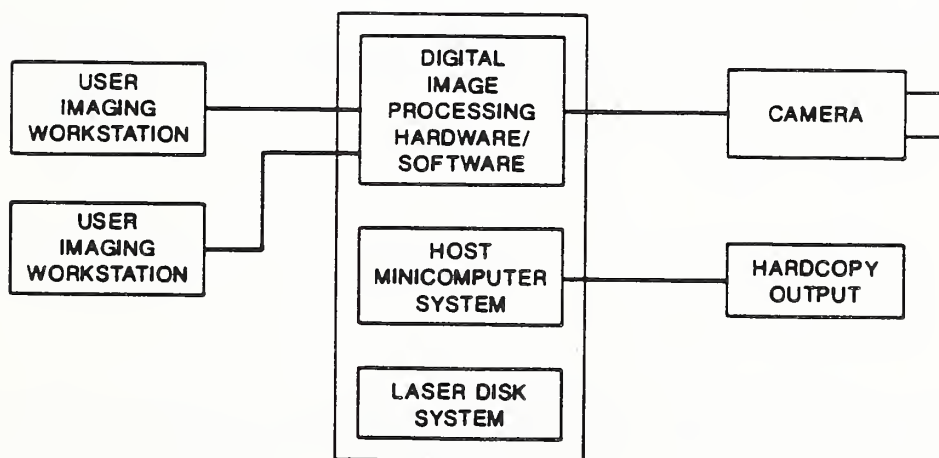 USER
IMAGING
WORKSTATION
USER
IMAGING
WORKSTATION
DIGITAL
IMAGE
PROCESSING
HARDWARE/
SOFTWARE
HOST
MINICOMPUTER
SYSTEM
LASER DISK
SYSTEM
CAMERA
HARDCOPY
OUTPUT